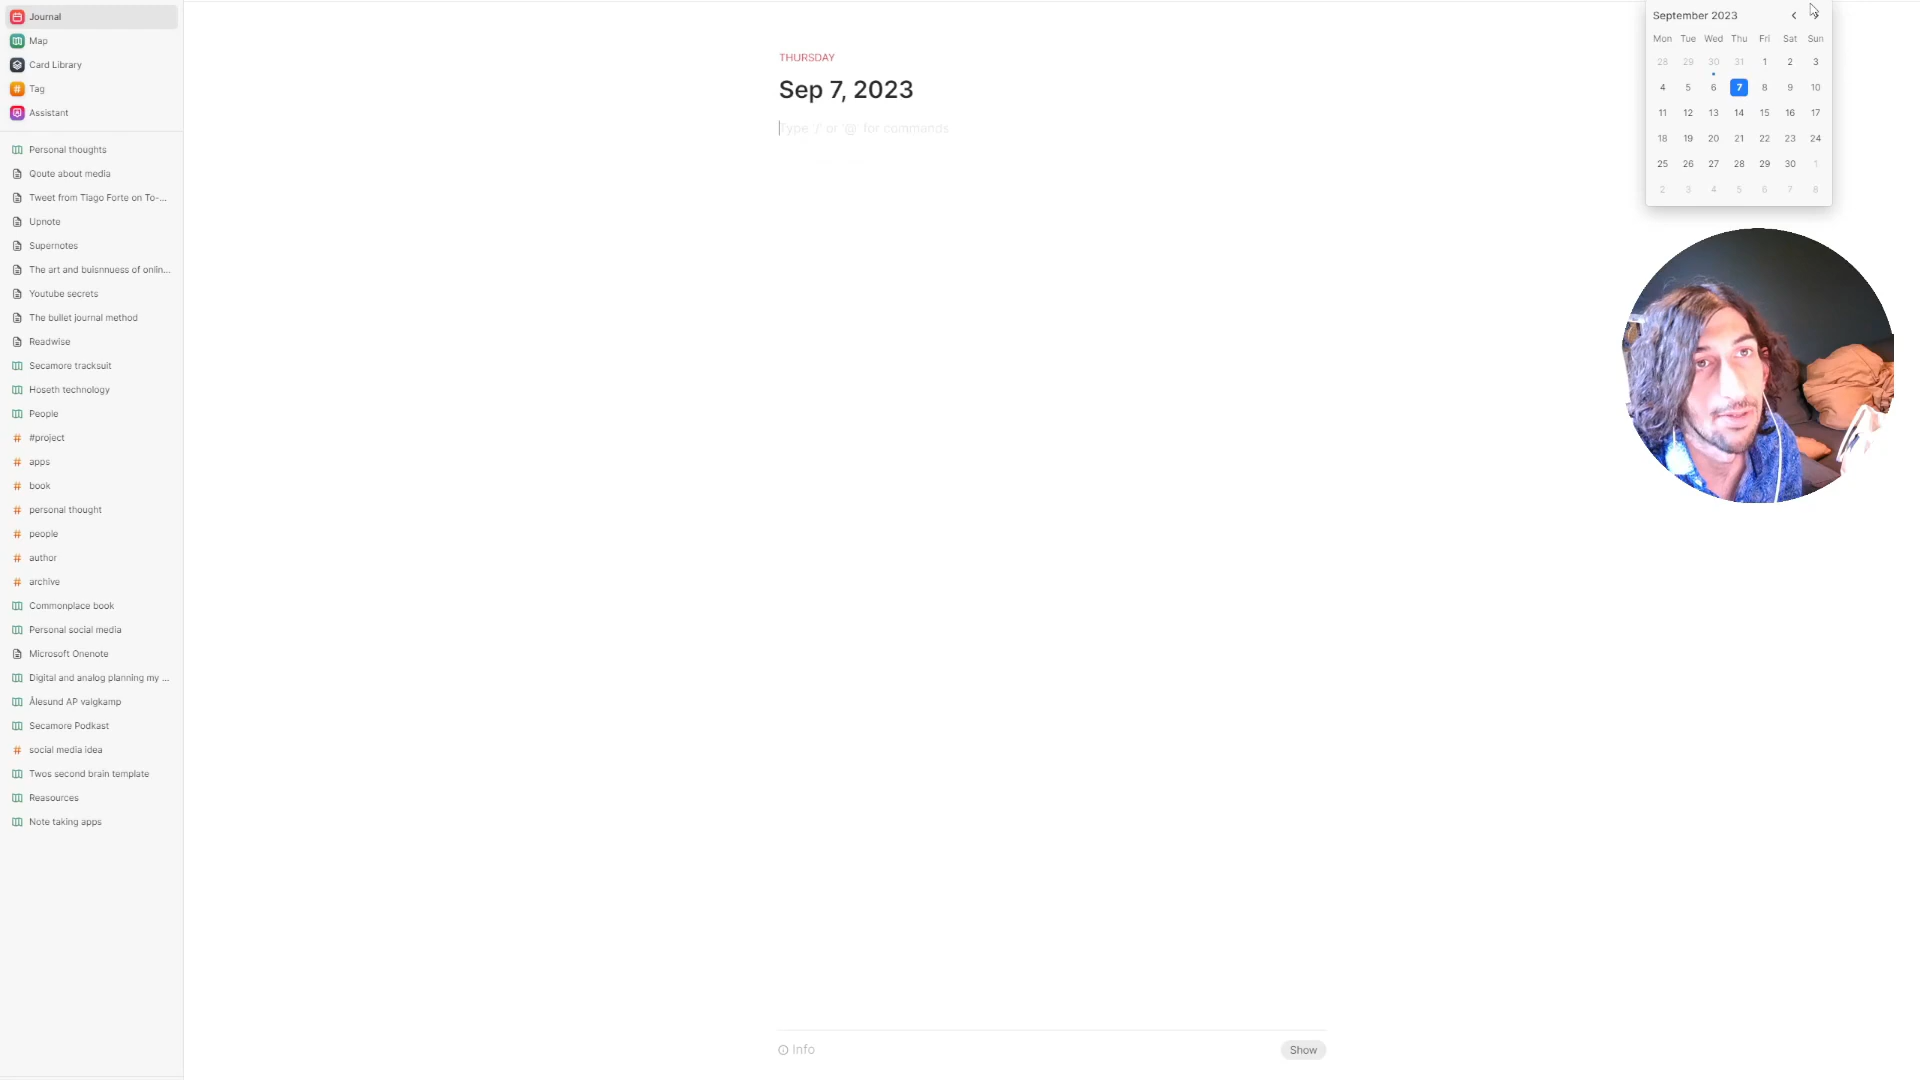 Journal
Map
Card Library
Tag
Assistant
Personal thoughts
Qoute about media
Tweet from Tiago Forte on To-...
Upnote
Supernotes
The art and buisnnuess of onlin...
Youtube secrets
The bullet journal method
Readwise
Secamore tracksuit
Hoseth technology
People
# #project
# apps
# book
# personal thought
# people
# author
# archive
Commonplace book
Personal social media
Microsoft Onenote
Digital and analog planning my ...
Ålesund AP valgkamp
Secamore Podkast
# social media idea
Twos second brain template
Reasources
Note taking apps
THURSDAY
Sep 7, 2023
Type '/' or '@' for commands
Info
Show
September 2023
Mon Tue Wed Thu Fri Sat Sun
28 29 30 31 1 2 3
4 5 6 7 8 9 10
11 12 13 14 15 16 17
18 19 20 21 22 23 24
25 26 27 28 29 30 1
2 3 4 5 6 7 8